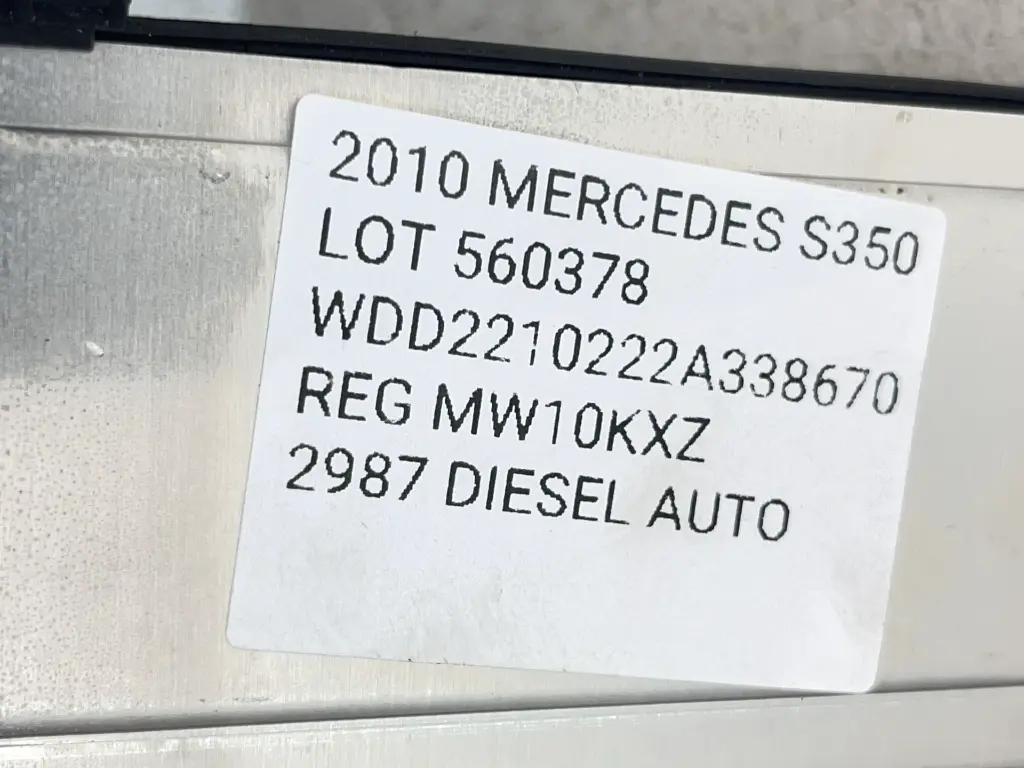 2010 MERCEDES S350
LOT 560378
WDD2210222A338670
REG MW10KXZ
2987 DIESEL AUTO